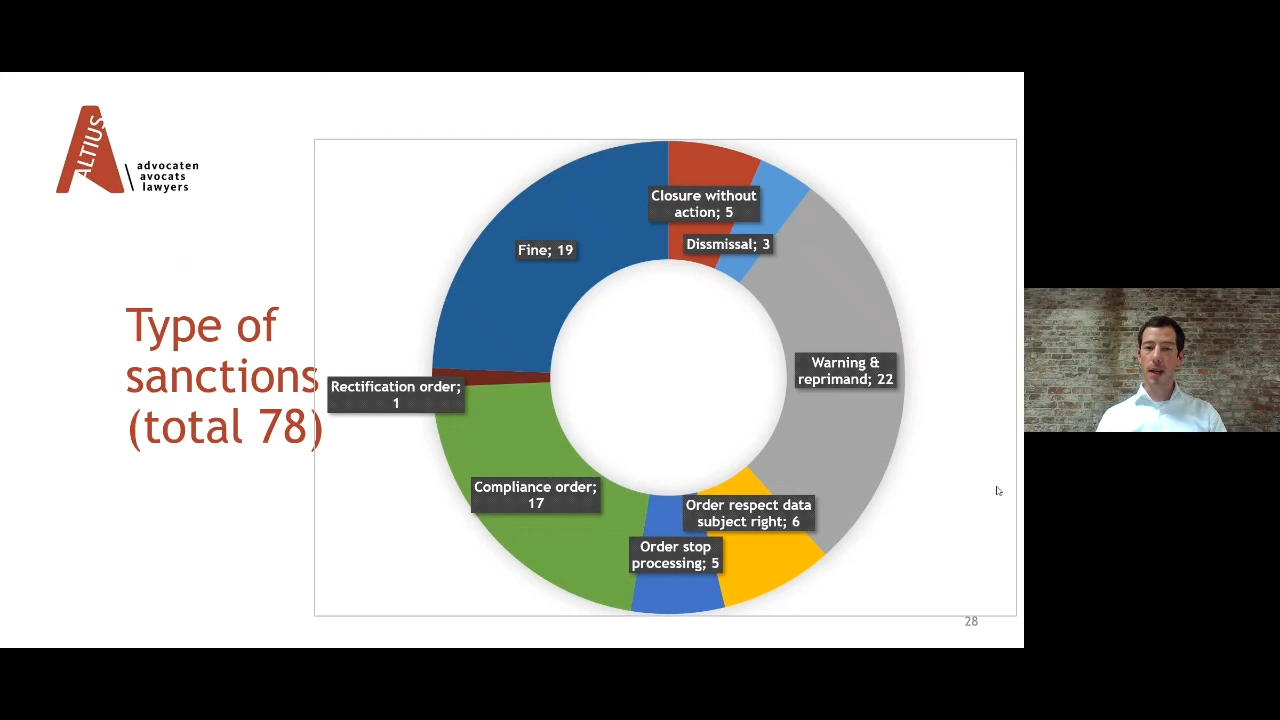 ALTIUS
advocaten
avocats
lawyers
Type of
sanctions
(total 78)
Closure without
action; 5
Dissmissal; 3
Fine; 19
Warning &
reprimand; 22
Rectification order;
1
Compliance order;
17
Order respect data
subject right; 6
Order stop
processing; 5
28